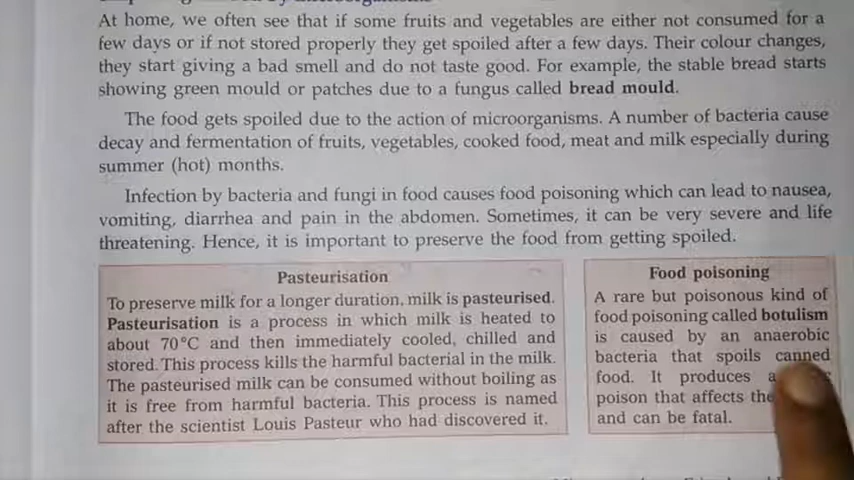 At home, we often see that if some fruits and vegetables are either not consumed for a
few days or if not stored properly they get spoiled after a few days. Their colour changes,
they start giving a bad smell and do not taste good. For example, the stable bread starts
showing green mould or patches due to a fungus called bread mould.
The food gets spoiled due to the action of microorganisms. A number of bacteria cause
decay and fermentation of fruits, vegetables, cooked food, meat and milk especially during
summer (hot) months.
Infection by bacteria and fungi in food causes food poisoning which can lead to nausea,
vomiting, diarrhea and pain in the abdomen. Sometimes, it can be very severe and life
threatening. Hence, it is important to preserve the food from getting spoiled.
Pasteurisation
To preserve milk for a longer duration, milk is pasteurised.
Pasteurisation is a process in which milk is heated to
about 70°C and then immediately cooled, chilled and
stored. This process kills the harmful bacterial in the milk.
The pasteurised milk can be consumed without boiling as
it is free from harmful bacteria. This process is named
after the scientist Louis Pasteur who had discovered it.
Food poisoning
A rare but poisonous kind of
food poisoning called botulism
is caused by an anaerobic
bacteria that spoils canned
food. It produces a
poison that affects the
and can be fatal.